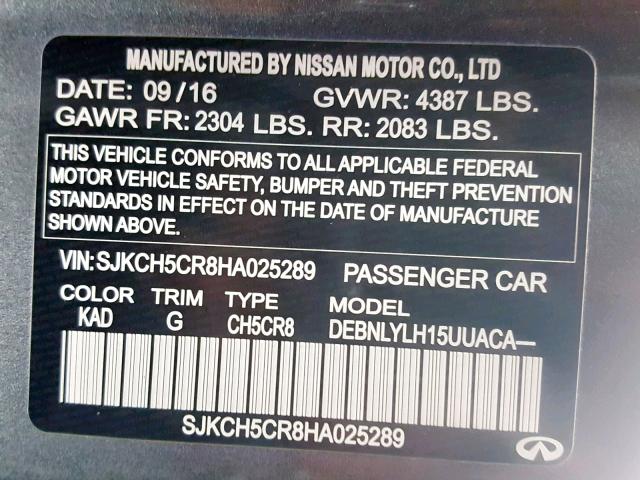 MANUFACTURED BY NISSAN MOTOR CO., LTD
DATE: 09/16 GVWR: 4387 LBS.
GAWR FR: 2304 LBS. RR: 2083 LBS.
THIS VEHICLE CONFORMS TO ALL APPLICABLE FEDERAL
MOTOR VEHICLE SAFETY, BUMPER AND THEFT PREVENTION
STANDARDS IN EFFECT ON THE DATE OF MANUFACTURE
SHOWN ABOVE.
VIN:SJKCH5CR8HA025289 PASSENGER CAR
COLOR TRIM TYPE MODEL
KAD G CH5CR8 DEBNLYLH15UUACA—
SJKCH5CR8HA025289